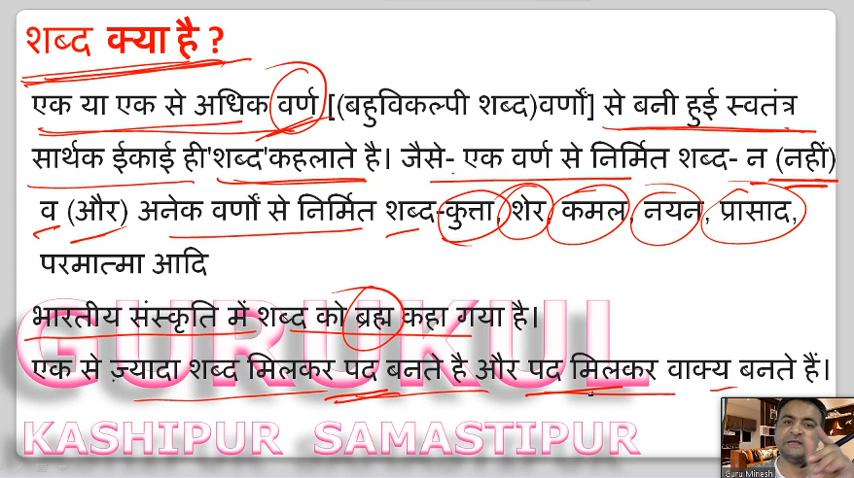 शब्द क्या है ?
एक या एक से अधिक वर्ण [(बहुविकल्पी शब्द)वर्णों] से बनी हुई स्वतंत्र
सार्थक ईकाई ही'शब्द'कहलाते है। जैसे- एक वर्ण से निर्मित शब्द- न (नहीं)
व (और) अनेक वर्णों से निर्मित शब्द-कुत्ता, शेर, कमल, नयन, प्रासाद,
परमात्मा आदि
भारतीय संस्कृति में शब्द को ब्रह्म कहा गया है।
एक से ज़्यादा शब्द मिलकर पद बनते है और पद मिलकर वाक्य बनते हैं।
GURUKUL
KASHIPUR SAMASTIPUR
Guru Minesh